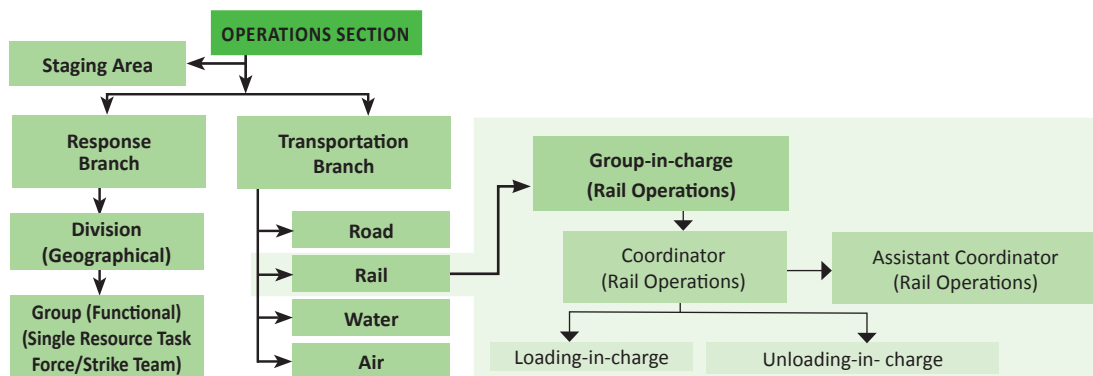 OPERATIONS SECTION
Staging Area
Response
Branch
Transportation
Branch
Division
(Geographical)
Group (Functional)
(Single Resource Task
Force/Strike Team)
Road
Rail
Water
Air
Group-in-charge
(Rail Operations)
Coordinator
(Rail Operations)
Assistant Coordinator
(Rail Operations)
Loading-in-charge
Unloading-in- charge